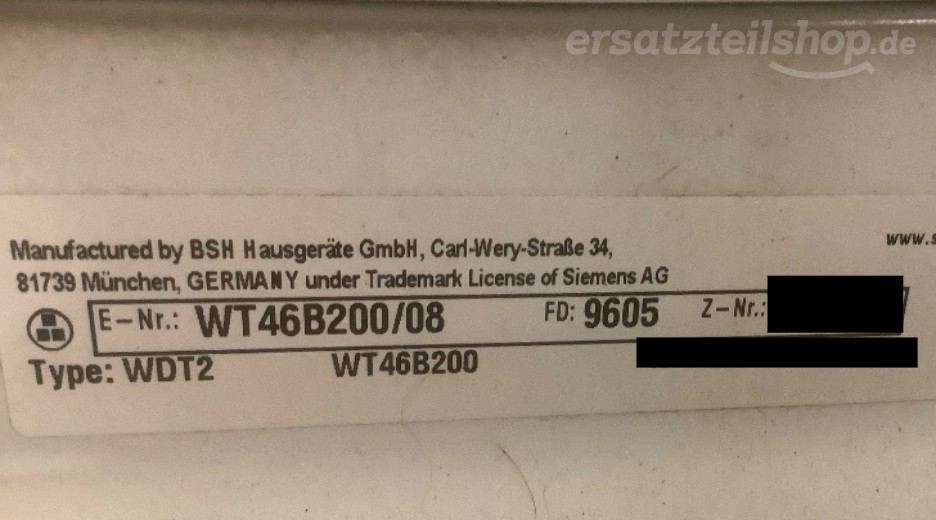 ersatzteilshop.de
Manufactured by BSH Hausgeräte GmbH, Carl-Wery-Straße 34,
www.s
81739 München, GERMANY under Trademark License of Siemens AG
E-Nr.: WT46B200/08 FD: 9605 Z-Nr.:
Type: WDT2 WT46B200